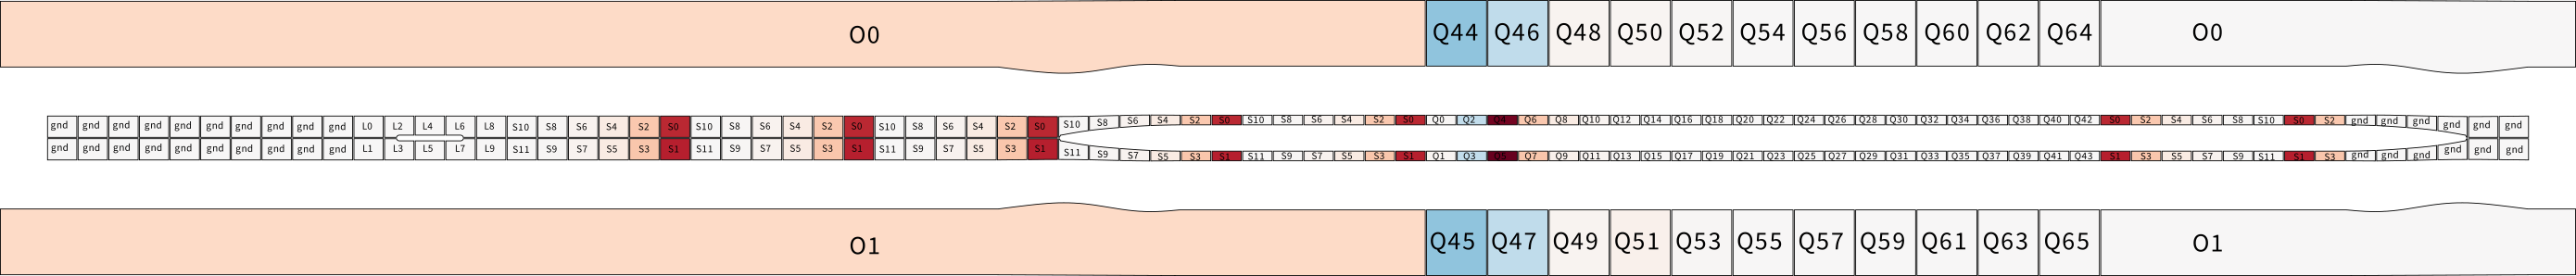 O0 Q44 Q46 Q48 Q50 Q52 Q54 Q56 Q58 Q60 Q62 Q64 O0
gnd gnd gnd gnd gnd gnd gnd gnd gnd gnd L0 L2 L4 L6 L8 S10 S8 S6 S4 S2 S0 S10 S8 S6 S4 S2 S0 S10 S8 S6 S4 S2 S0 S10 S8 S6 S4 S2 S0 S10 S8 S6 S4 S2 S0 Q0 Q2 Q4 Q6 Q8 Q10 Q12 Q14 Q16 Q18 Q20 Q22 Q24 Q26 Q28 Q30 Q32 Q34 Q36 Q38 Q40 Q42 S0 S2 S4 S6 S8 S10 S0 S2 gnd gnd gnd gnd gnd gnd
gnd gnd gnd gnd gnd gnd gnd gnd gnd gnd L1 L3 L5 L7 L9 S11 S9 S7 S5 S3 S1 S11 S9 S7 S5 S3 S1 S11 S9 S7 S5 S3 S1 S11 S9 S7 S5 S3 S1 S11 S9 S7 S5 S3 S1 Q1 Q3 Q5 Q7 Q9 Q11 Q13 Q15 Q17 Q19 Q21 Q23 Q25 Q27 Q29 Q31 Q33 Q35 Q37 Q39 Q41 Q43 S1 S3 S5 S7 S9 S11 S1 S3 gnd gnd gnd gnd gnd gnd
O1 Q45 Q47 Q49 Q51 Q53 Q55 Q57 Q59 Q61 Q63 Q65 O1